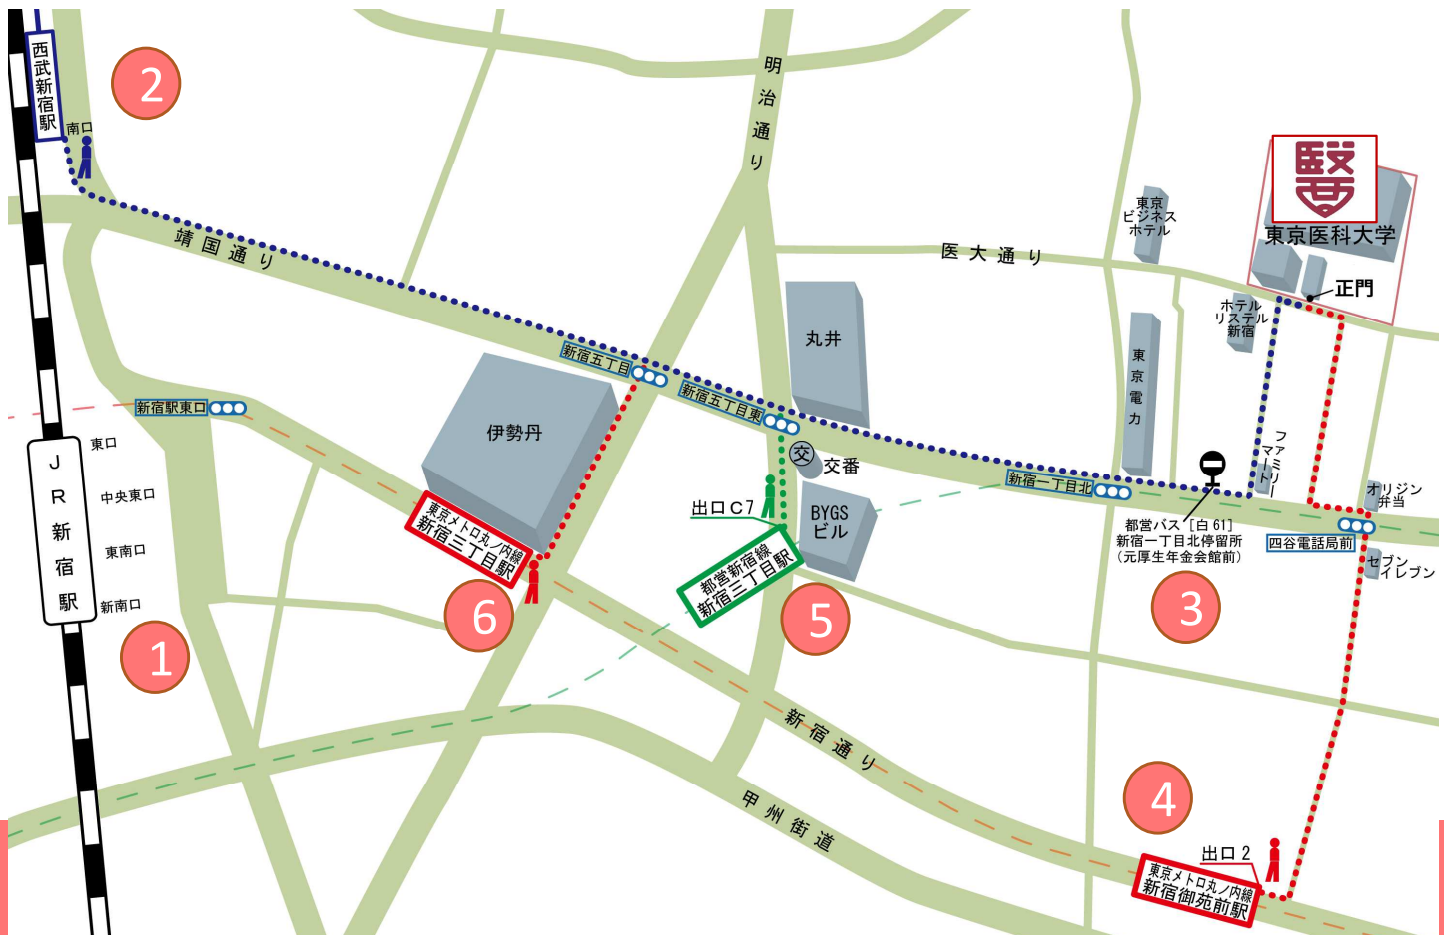 西武新宿駅
2
南口
明治通り
靖国通り
東京
ビジネス
ホテル
醫
東京医科大学
医大通り
正門
ホテル
リステル
新宿
丸井
東京電力
新宿五丁目
新宿五丁目東
新宿駅東口
伊勢丹
交
交番
ファミリー
マート
JR新宿駅
東口
中央東口
東南口
新南口
新宿一丁目北
オリジン
弁当
出口C7
BYGS
ビル
都営バス[白61]
新宿一丁目北停留所
(元厚生年金会館前)
四谷電話局前
セブン
イレブン
東京メトロ丸ノ内線
新宿三丁目駅
都営新宿線
新宿三丁目駅
6
5
3
1
新宿通り
甲州街道
4
出口2
東京メトロ丸ノ内線
新宿御苑前駅